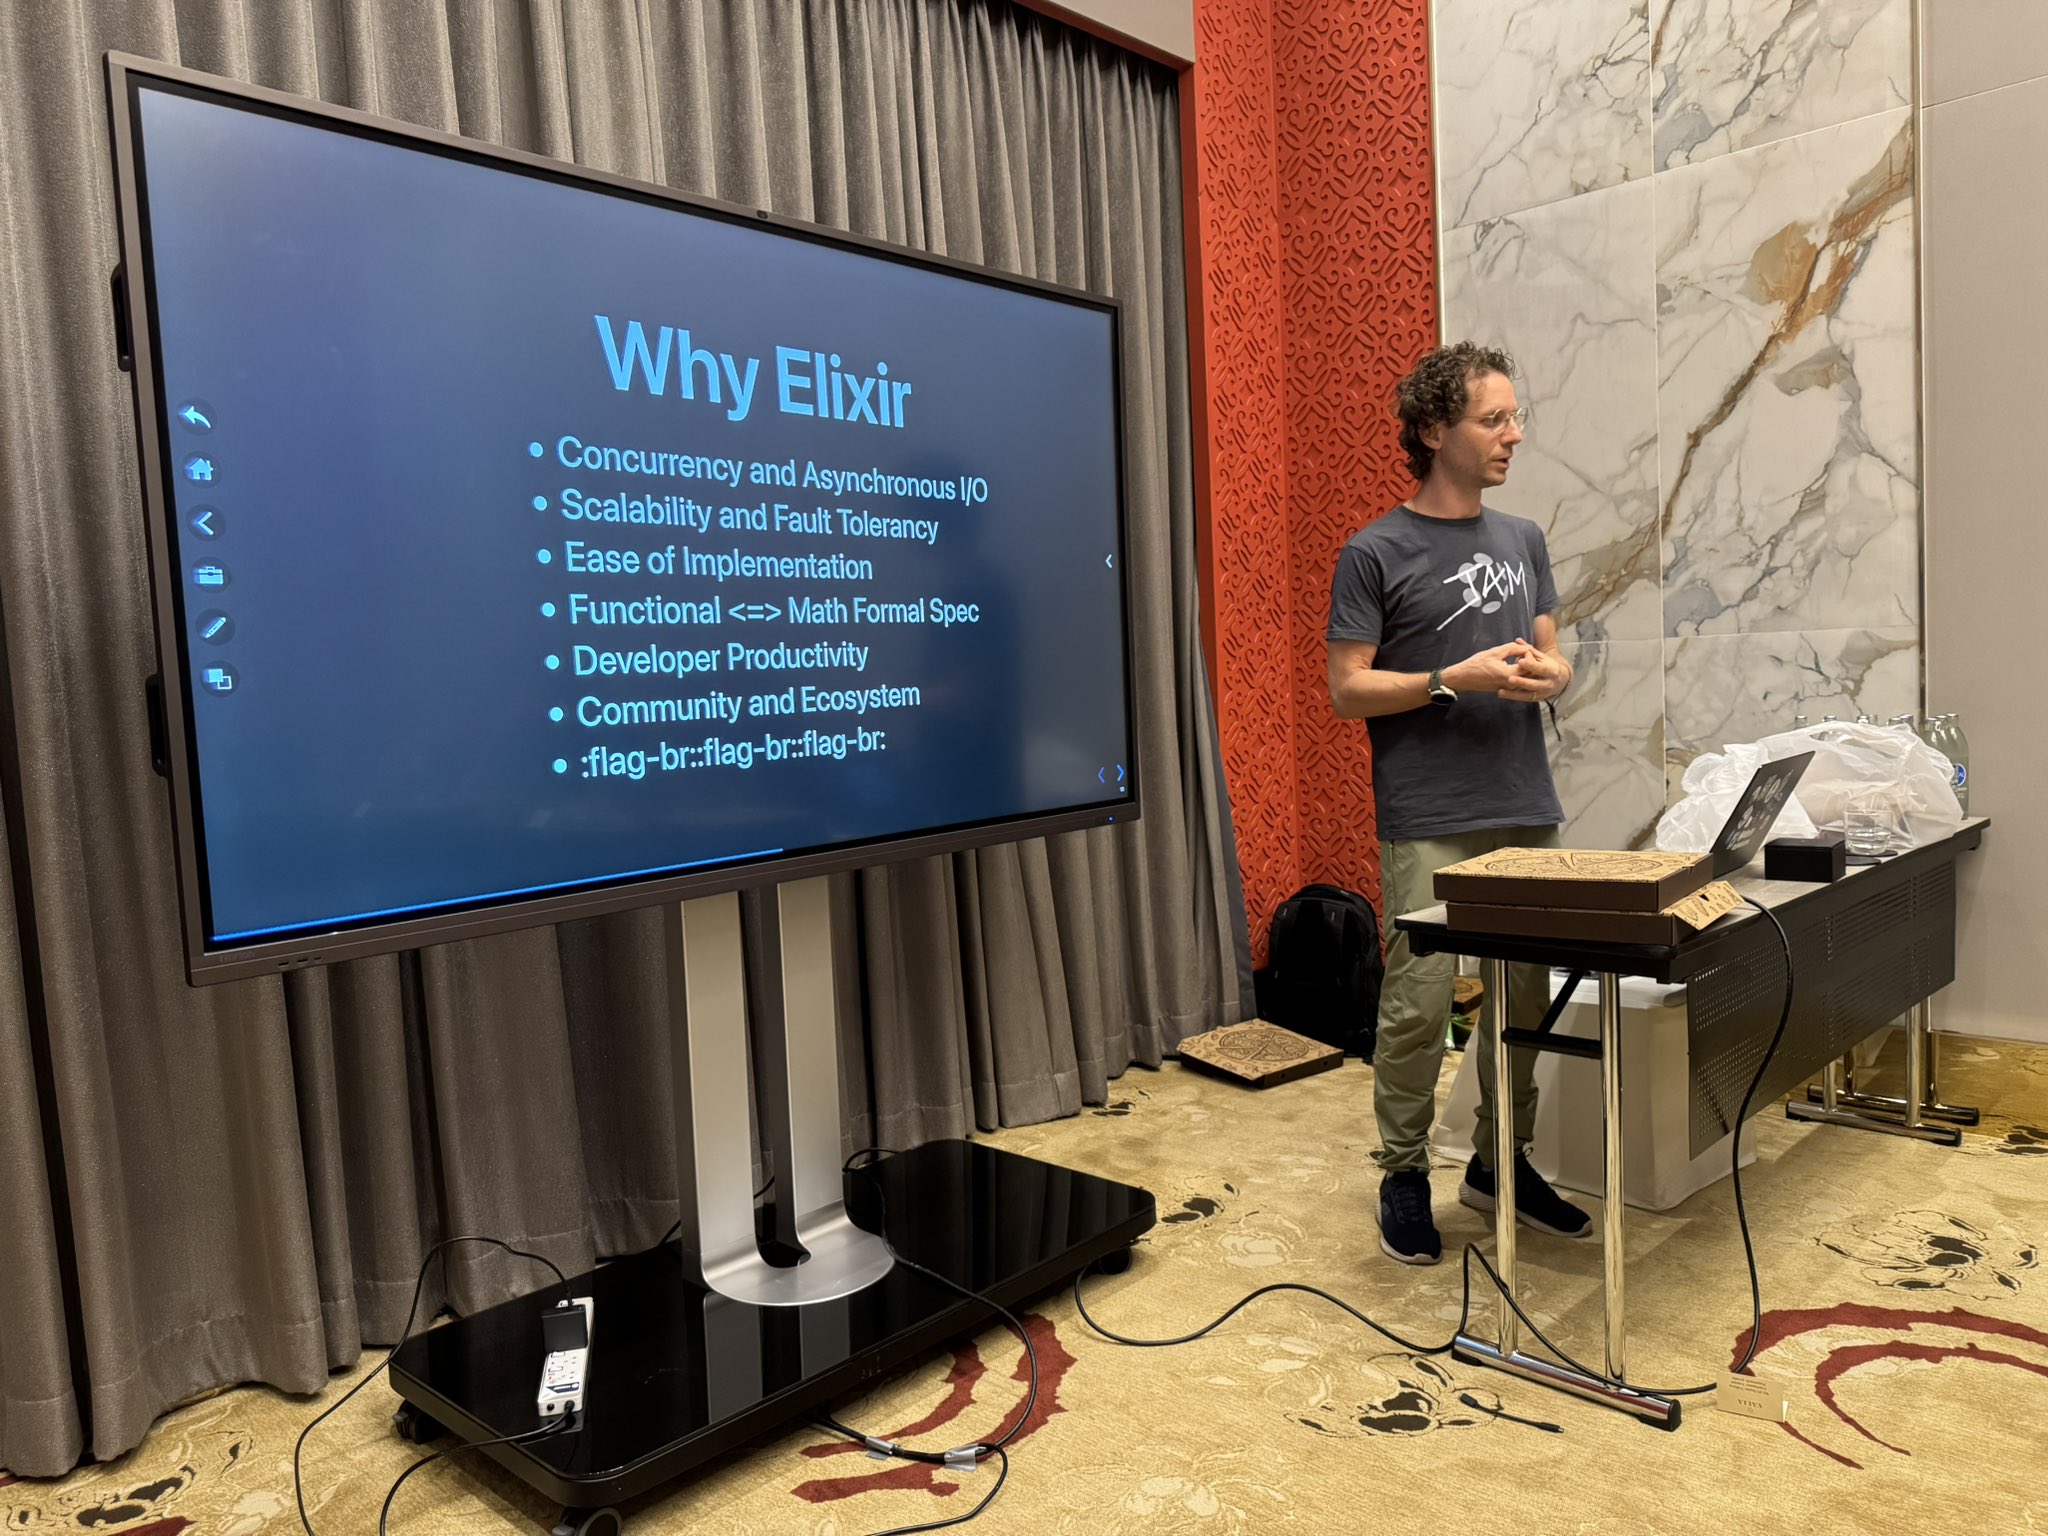 Why Elixir
• Concurrency and Asynchronous I/O
• Scalability and Fault Tolerancy
• Ease of Implementation
• Functional <=> Math Formal Spec
• Developer Productivity
• Community and Ecosystem
• :flag-br::flag-br::flag-br:
JAM